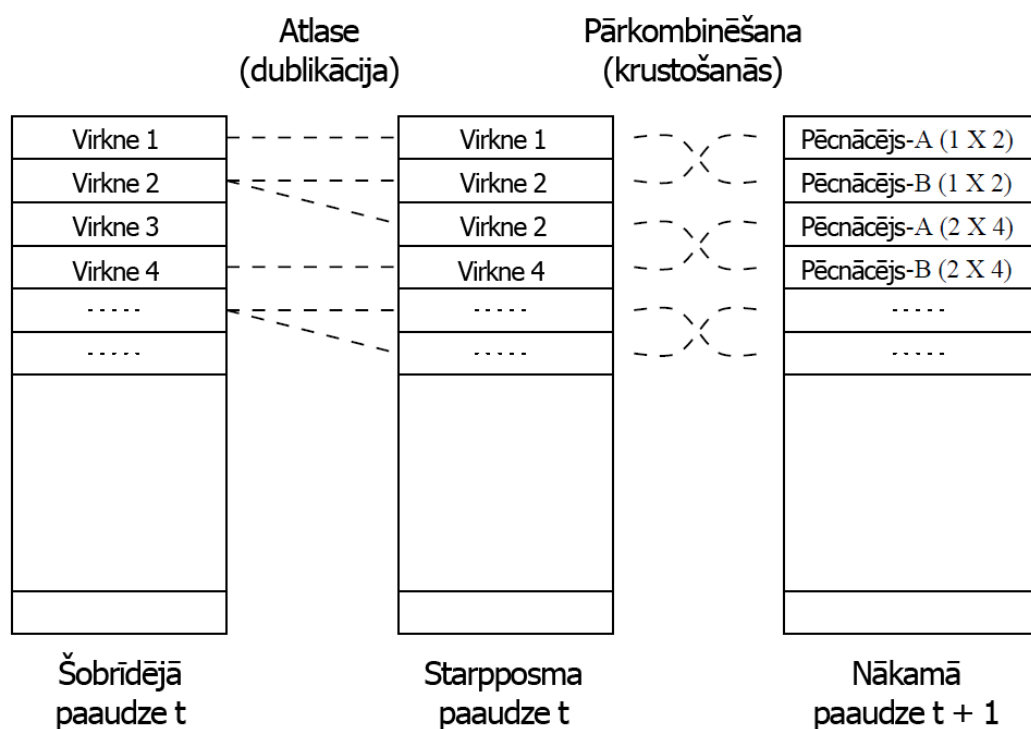 Atlase
(dublikācija)
Pārkombinēšana
(krustošanās)
Virkne 1
Virkne 2
Virkne 3
Virkne 4
- - - - -
- - - - -
Šobrīdējā
paaudze t
Virkne 1
Virkne 2
Virkne 2
Virkne 4
- - - - -
- - - - -
Starpposma
paaudze t
Pēcnācējs-A (1 X 2)
Pēcnācējs-B (1 X 2)
Pēcnācējs-A (2 X 4)
Pēcnācējs-B (2 X 4)
- - - - -
- - - - -
Nākamā
paaudze t + 1